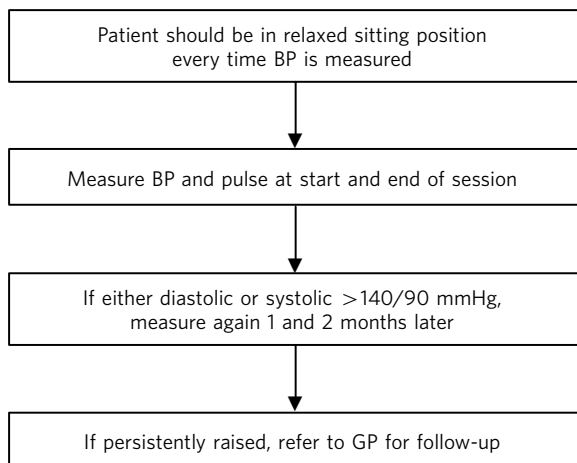 Patient should be in relaxed sitting position
every time BP is measured
Measure BP and pulse at start and end of session
If either diastolic or systolic >140/90 mmHg,
measure again 1 and 2 months later
If persistently raised, refer to GP for follow-up